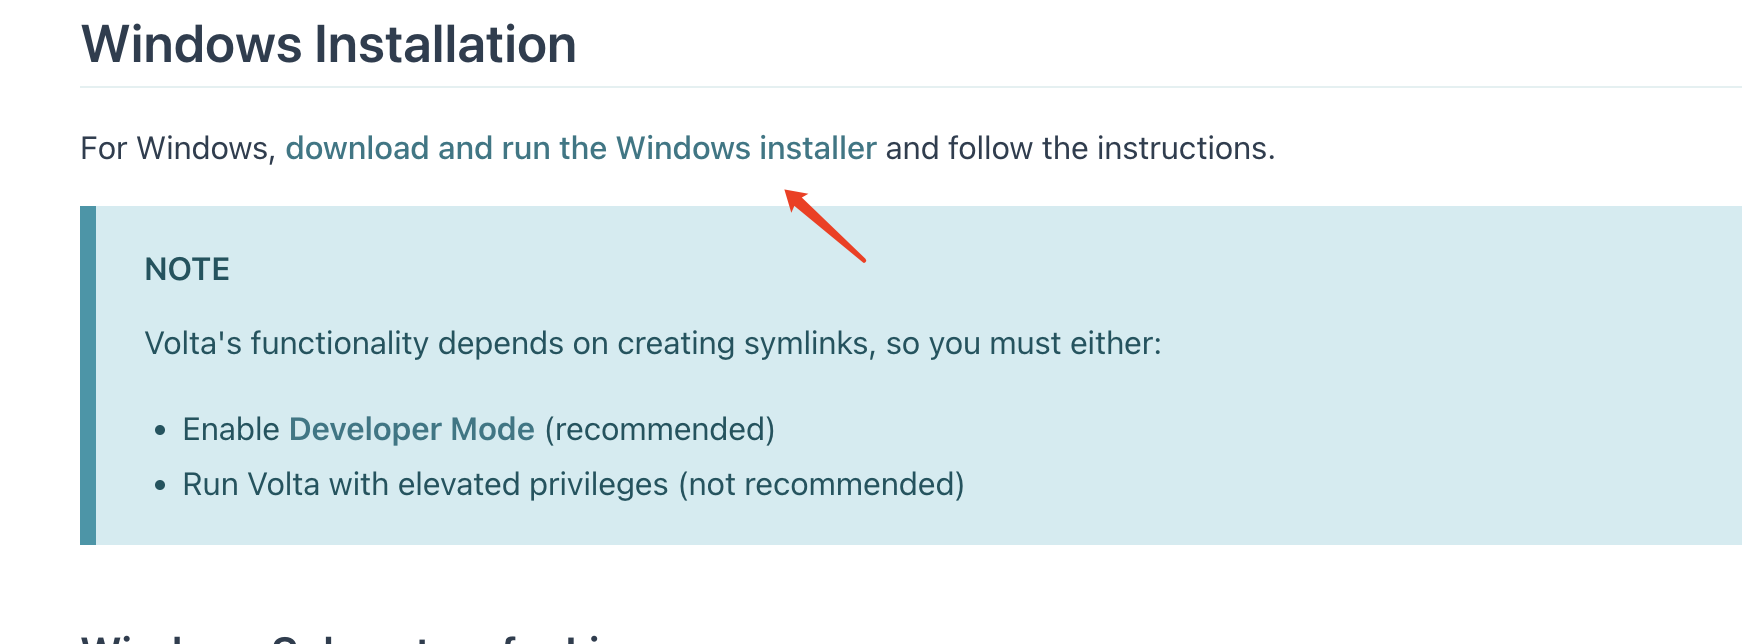 Windows Installation
For Windows, download and run the Windows installer and follow the instructions.
NOTE
Volta's functionality depends on creating symlinks, so you must either:
• Enable Developer Mode (recommended)
• Run Volta with elevated privileges (not recommended)